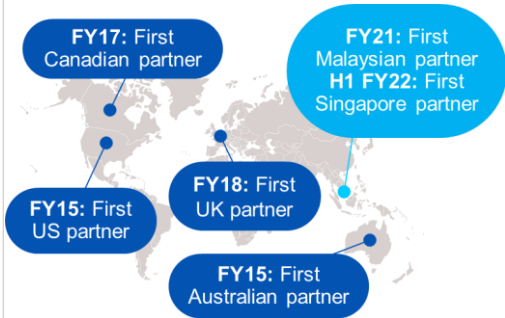 FY17: First
Canadian partner
FY21: First
Malaysian partner
H1 FY22: First
Singapore partner
FY15: First
US partner
FY18: First
UK partner
FY15: First
Australian partner